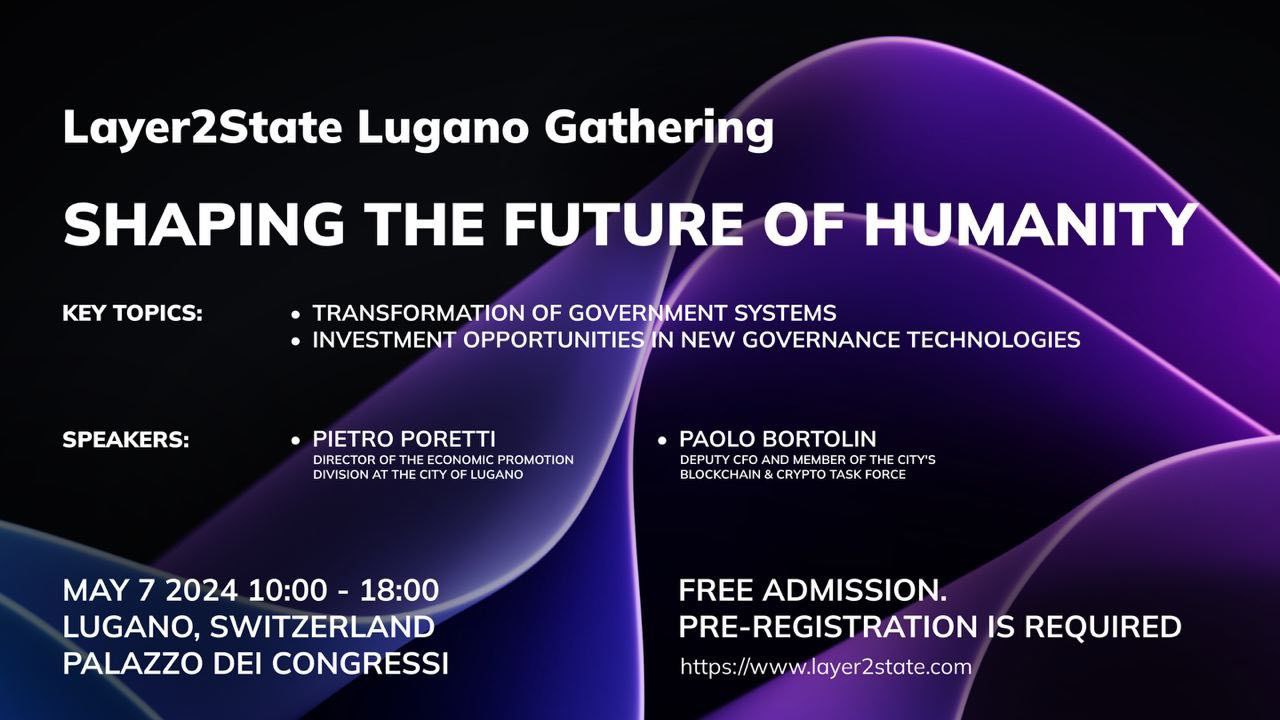 Layer2State Lugano Gathering
SHAPING THE FUTURE OF HUMANITY
KEY TOPICS:
• TRANSFORMATION OF GOVERNMENT SYSTEMS
• INVESTMENT OPPORTUNITIES IN NEW GOVERNANCE TECHNOLOGIES
SPEAKERS:
• PIETRO PORETTI
DIRECTOR OF THE ECONOMIC PROMOTION
DIVISION AT THE CITY OF LUGANO
• PAOLO BORTOLIN
DEPUTY CFO AND MEMBER OF THE CITY'S
BLOCKCHAIN & CRYPTO TASK FORCE
MAY 7 2024 10:00 - 18:00
LUGANO, SWITZERLAND
PALAZZO DEI CONGRESSI
FREE ADMISSION.
PRE-REGISTRATION IS REQUIRED
https://www.layer2state.com